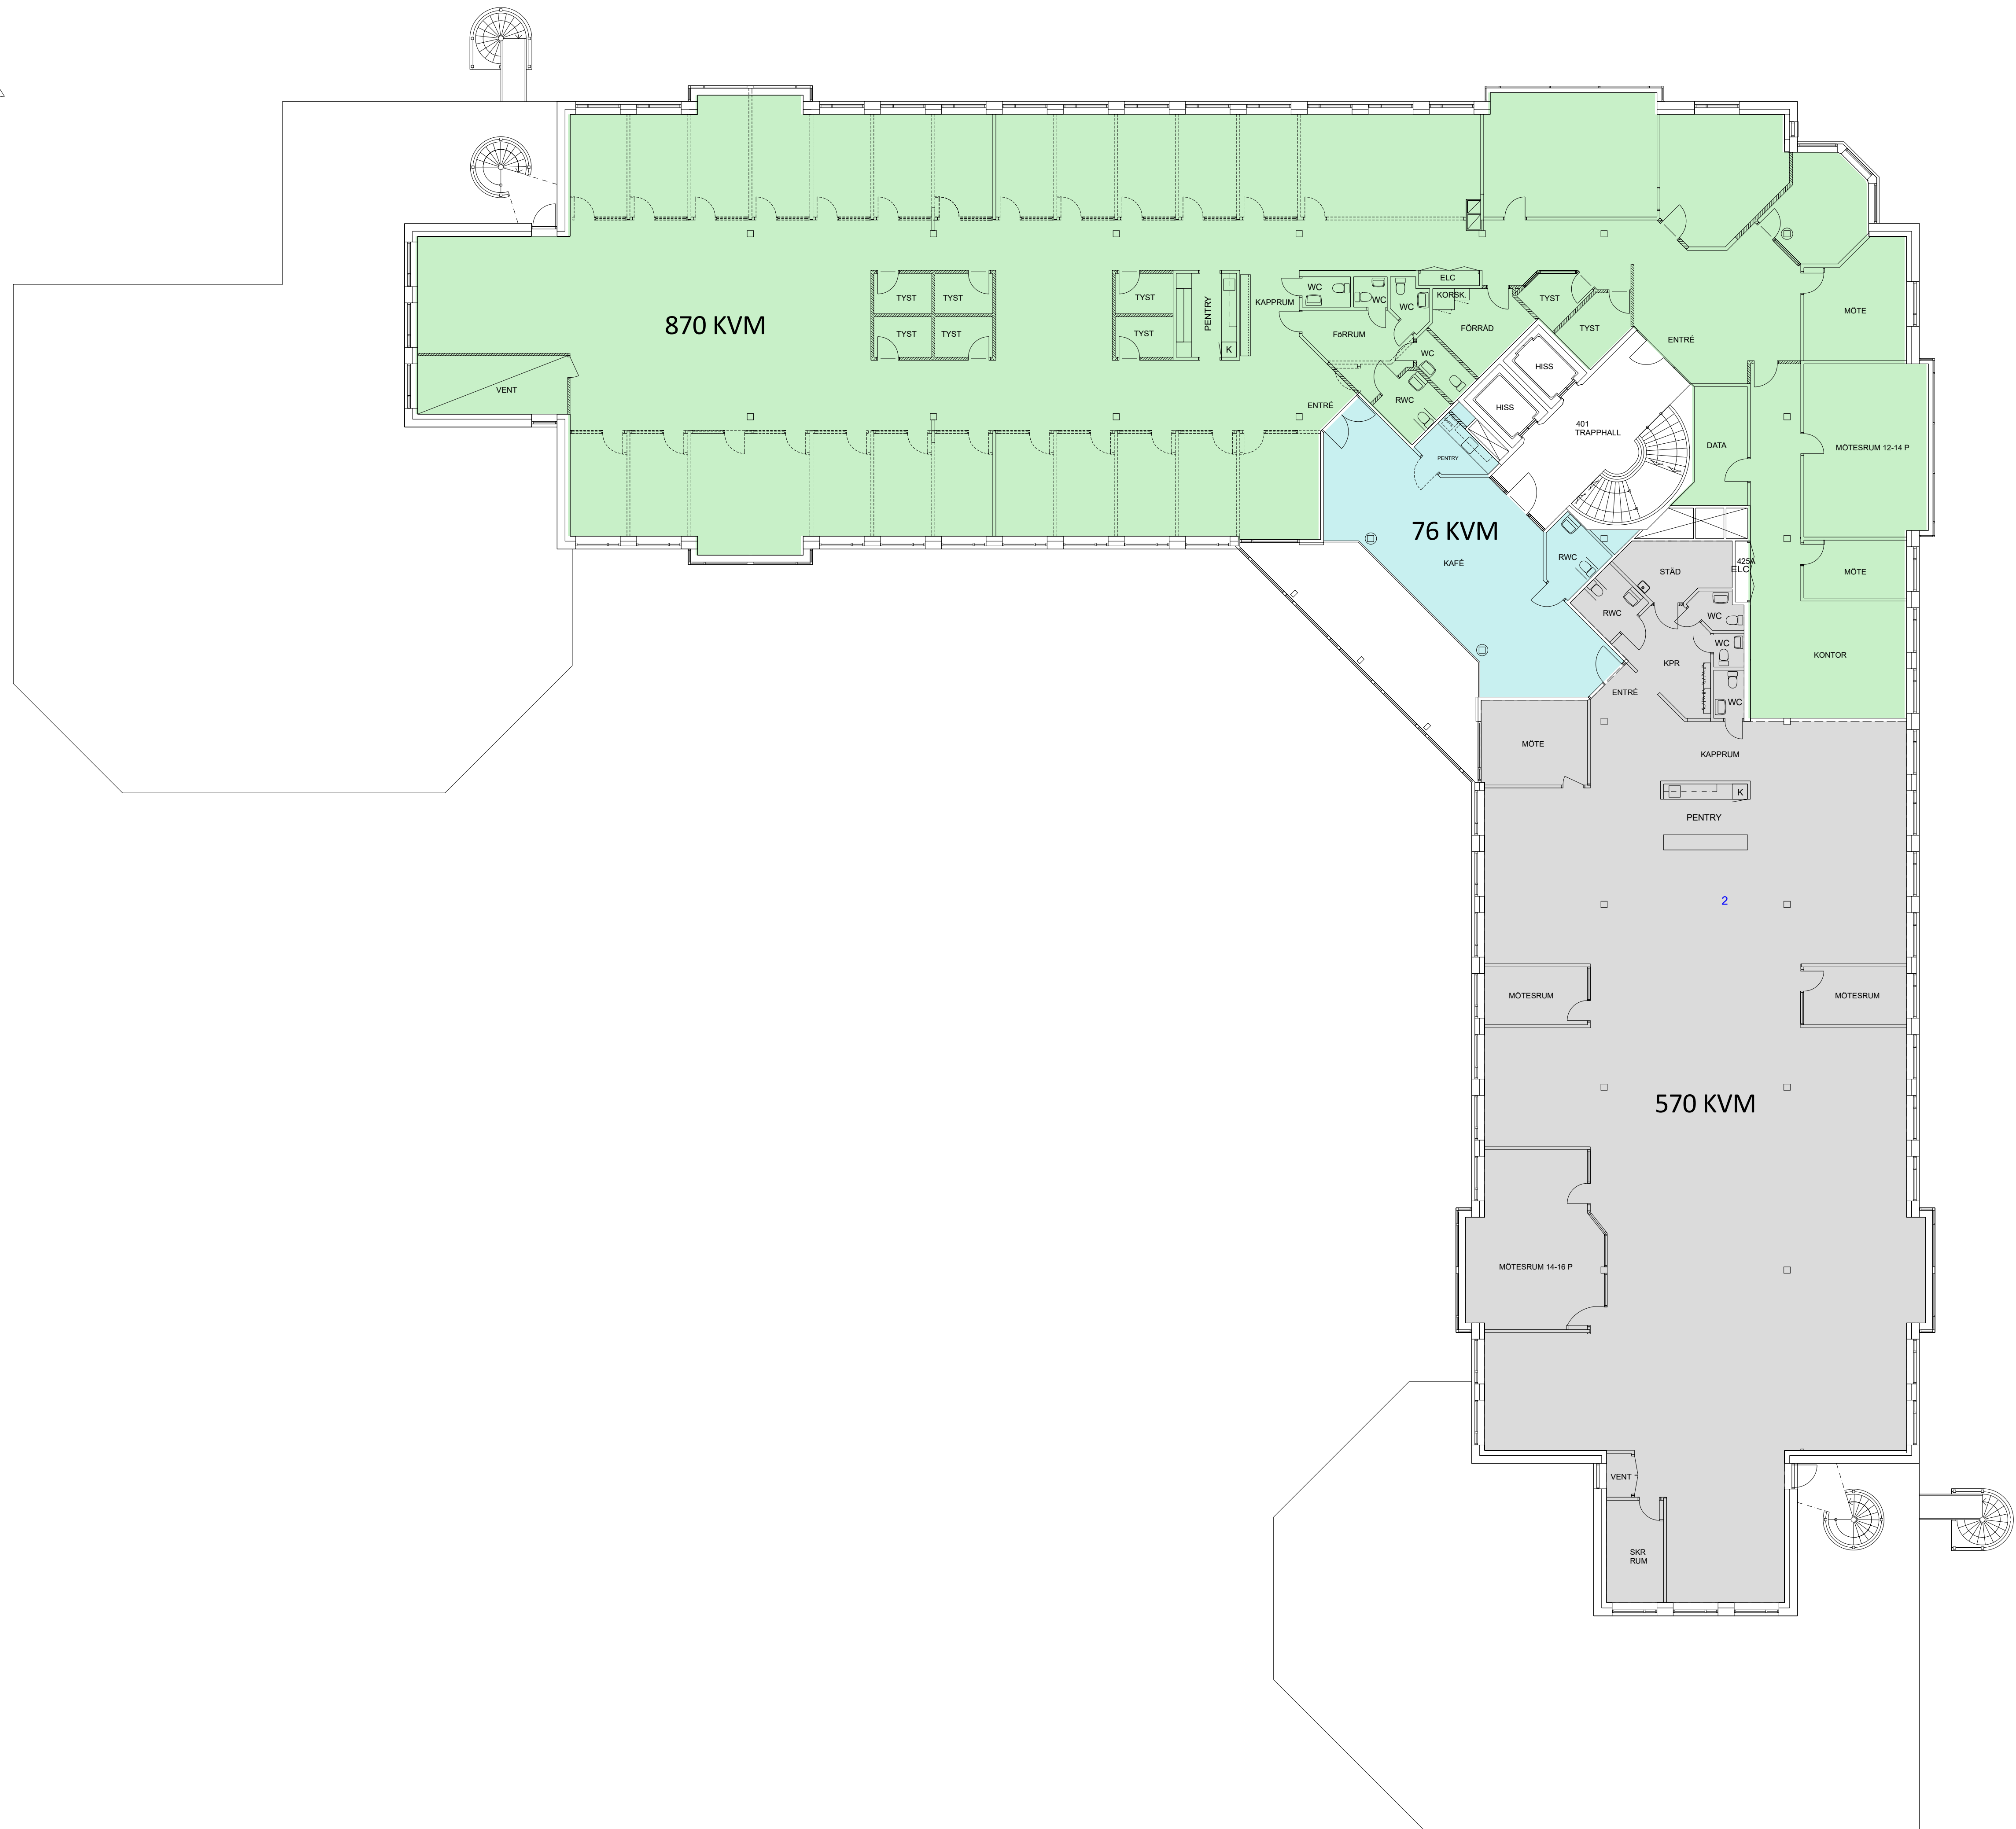 ELC
WC
WC
WC
KORSK.
TYST
TYST
TYST
TYST
KAPPRUM
PENTRY
MÖTE
870 KVM
TYST
TYST
TYST
FöRRUM
FÖRRÅD
TYST
ENTRÉ
K
WC
HISS
VENT
RWC
HISS
ENTRÉ
401
TRAPPHALL
DATA
MÖTESRUM 12-14 P
PENTRY
76 KVM
KAFÉ
RWC
425A
ELC
STÄD
MÖTE
RWC
WC
WC
KPR
KONTOR
ENTRÉ
WC
MÖTE
KAPPRUM
K
PENTRY
2
MÖTESRUM
MÖTESRUM
570 KVM
MÖTESRUM 14-16 P
VENT
SKR
RUM